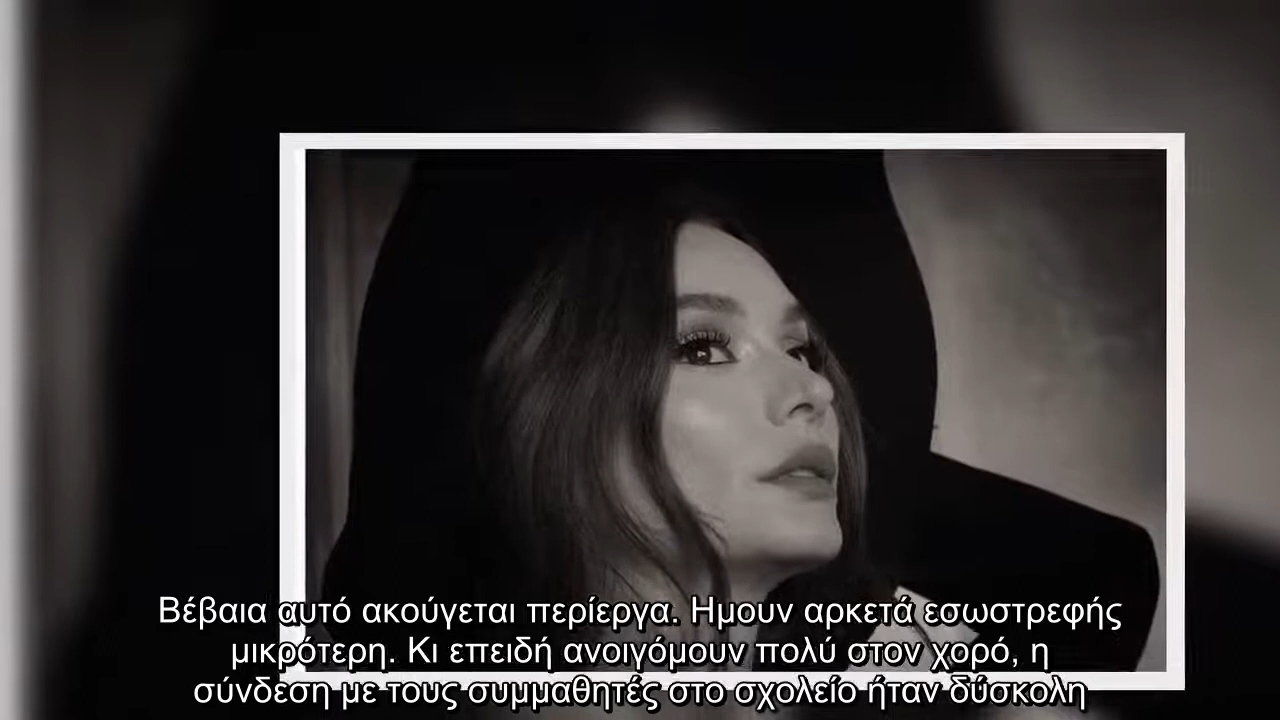 Βέβαια αυτό ακούγεται περίεργα. Ημουν αρκετά εσωστρεφής
μικρότερη. Κι επειδή ανοιγόμουν πολύ στον χορό, η
σύνδεση με τους συμμαθητές στο σχολείο ήταν δύσκολη